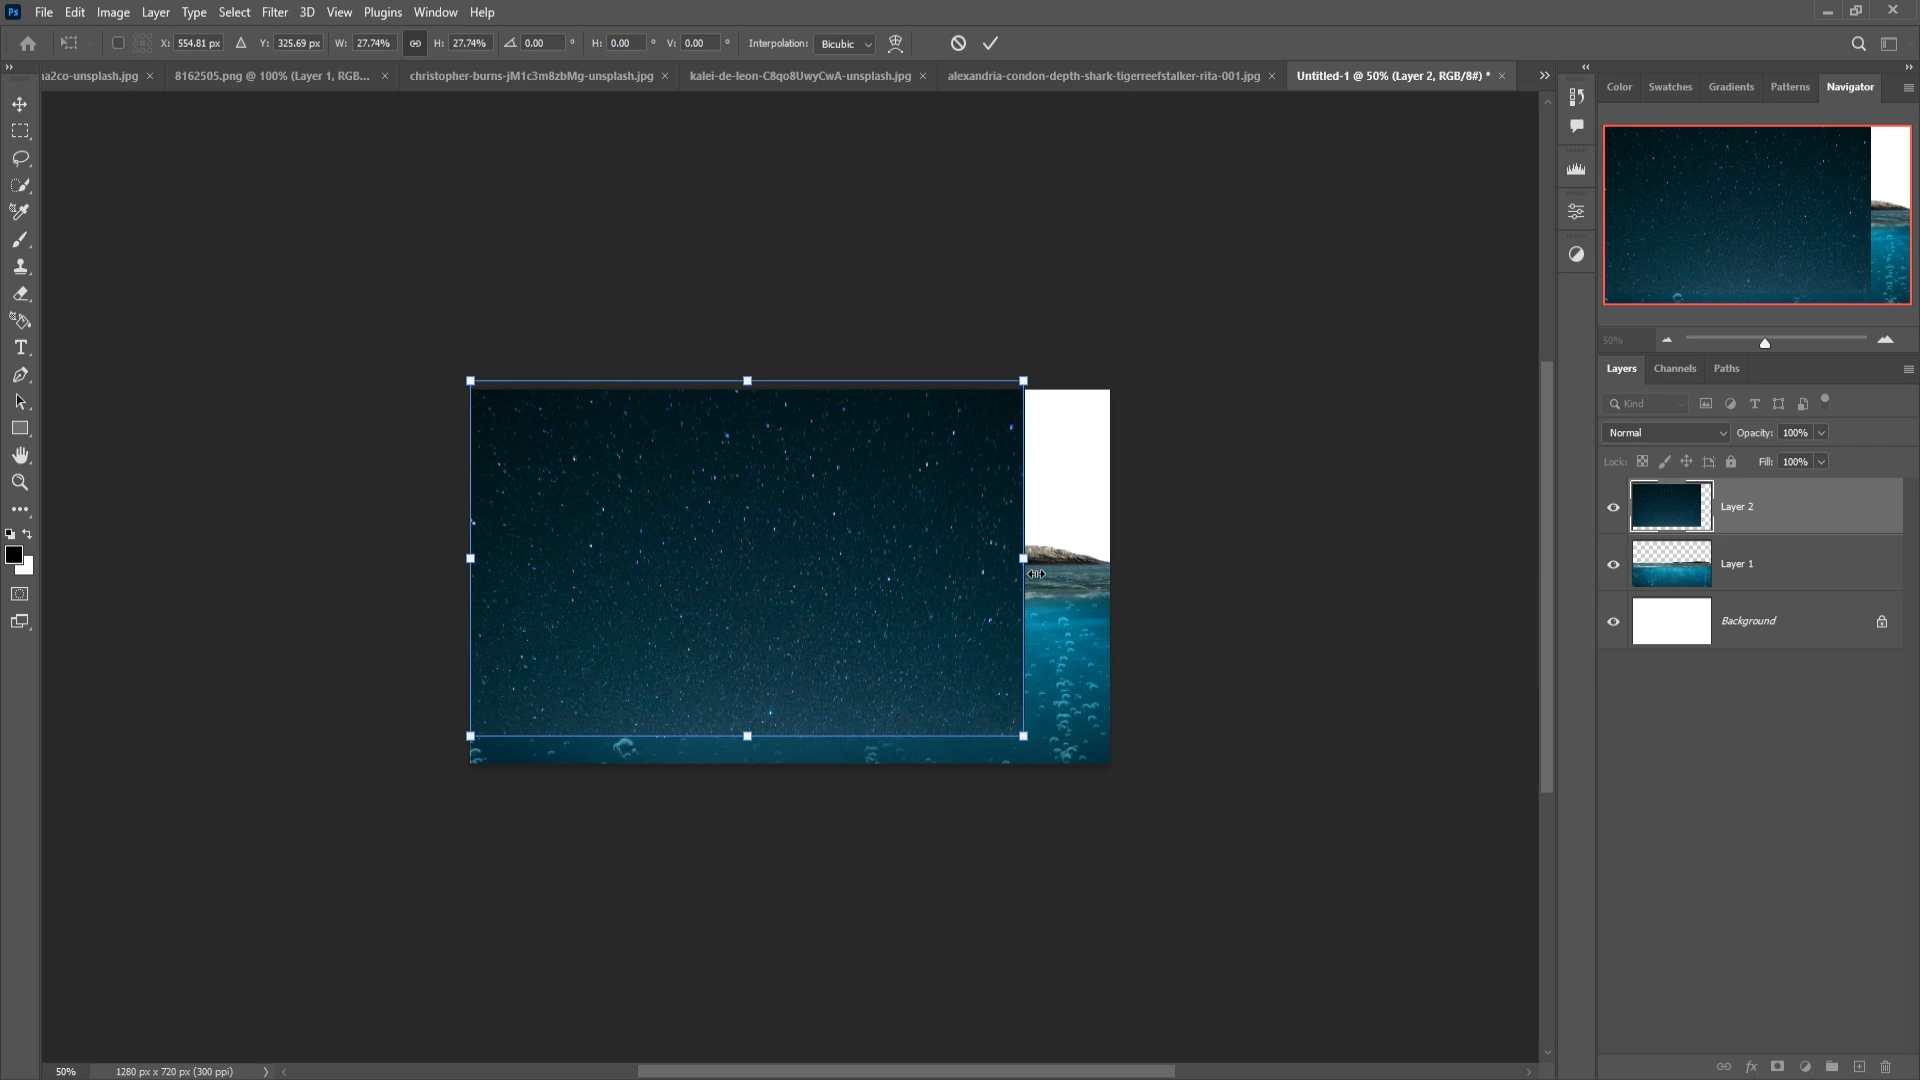 Ps File Edit Image Layer Type Select Filter 3D View Plugins Window Help
X: 554.81 px Y: 325.69 px W: 27.74% H: 27.74% 0.00 ° H: 0.00 ° V: 0.00 ° Interpolation: Bicubic
ua2co-unsplash.jpg × 8162505.png @ 100% (Layer 1, RGB... × christopher-burns-jM1c3m8zbMg-unsplash.jpg × kalei-de-leon-C8qo8UwyCwA-unsplash.jpg × alexandria-condon-depth-shark-tigerreefstalker-rita-001.jpg × Untitled-1 @ 50% (Layer 2, RGB/8#) * ×
Color Swatches Gradients Patterns Navigator
50%
Layers Channels Paths
Kind
Normal Opacity: 100%
Lock: Fill: 100%
Layer 2
Layer 1
Background
50% 1280 px x 720 px (300 ppi)